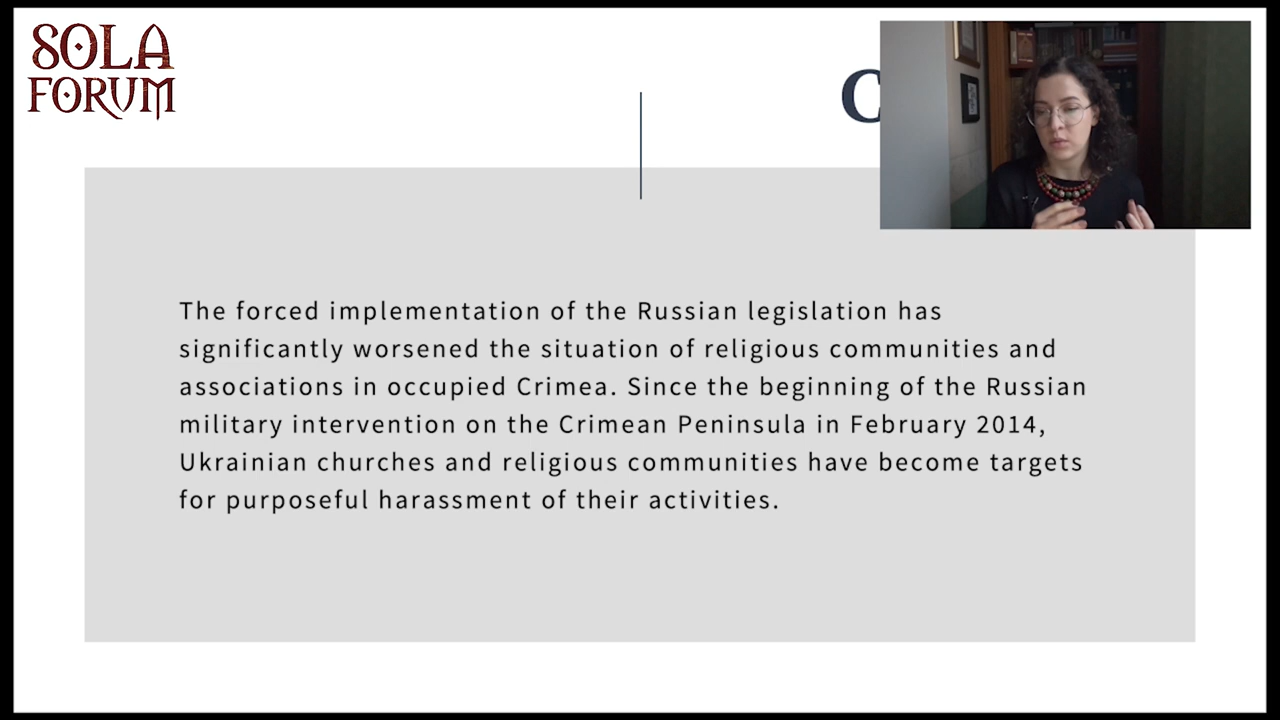 SOLA
FORUM
The forced implementation of the Russian legislation has
significantly worsened the situation of religious communities and
associations in occupied Crimea. Since the beginning of the Russian
military intervention on the Crimean Peninsula in February 2014,
Ukrainian churches and religious communities have become targets
for purposeful harassment of their activities.